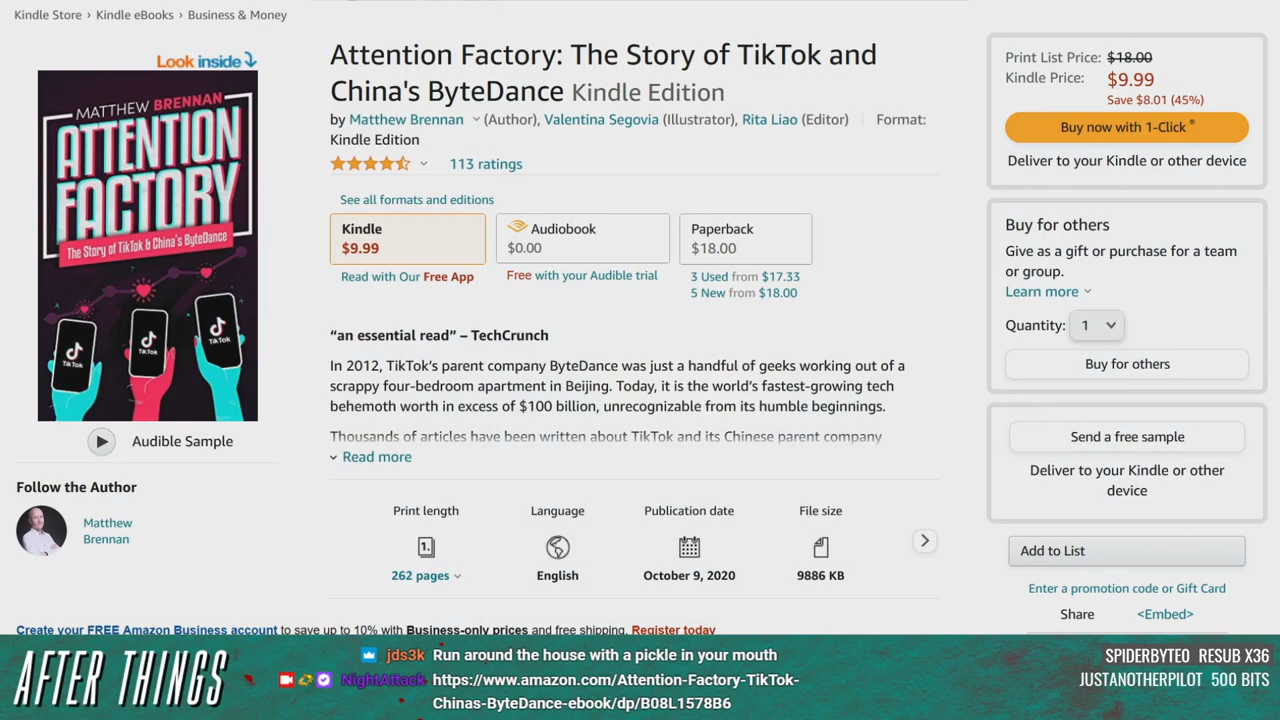 Kindle Store › Kindle eBooks › Business & Money
Look inside
MATTHEW BRENNAN
ATTENTION
FACTORY
The Story of TikTok & China's ByteDance
TikTok
TikTok
TikTok
Audible Sample
Follow the Author
Matthew
Brennan
Attention Factory: The Story of TikTok and
China's ByteDance Kindle Edition
by Matthew Brennan (Author), Valentina Segovia (Illustrator), Rita Liao (Editor) Format:
Kindle Edition
113 ratings
See all formats and editions
Kindle
$9.99
Read with Our Free App
Audiobook
$0.00
Free with your Audible trial
Paperback
$18.00
3 Used from $17.33
5 New from $18.00
“an essential read” – TechCrunch
In 2012, TikTok’s parent company ByteDance was just a handful of geeks working out of a
scrappy four-bedroom apartment in Beijing. Today, it is the world’s fastest-growing tech
behemoth worth in excess of $100 billion, unrecognizable from its humble beginnings.
Thousands of articles have been written about TikTok and its Chinese parent company
Read more
Print length
1.
262 pages
Language
English
Publication date
October 9, 2020
File size
9886 KB
Print List Price: $18.00
Kindle Price: $9.99
Save $8.01 (45%)
Buy now with 1-Click ®
Deliver to your Kindle or other device
Buy for others
Give as a gift or purchase for a team
or group.
Learn more
Quantity: 1
Buy for others
Send a free sample
Deliver to your Kindle or other
device
Add to List
Enter a promotion code or Gift Card
Share <Embed>
Create your FREE Amazon Business account to save up to 10% with Business-only prices and free shipping. Register today
AFTER THINGS
jds3k Run around the house with a pickle in your mouth
NightAttack https://www.amazon.com/Attention-Factory-TikTok-
Chinas-ByteDance-ebook/dp/B08L1578B6
SPIDERBYTE0 RESUB X36
JUSTANOTHERPILOT 500 BITS